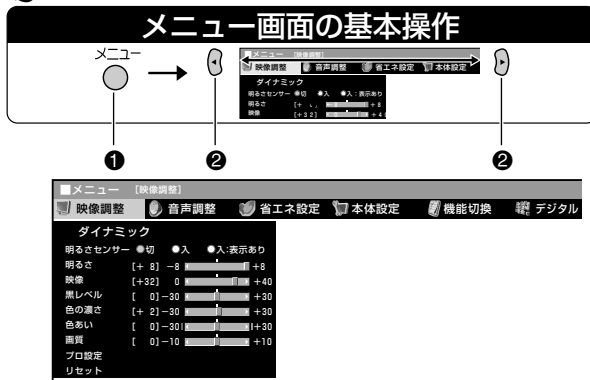 メニュー画面の基本操作
メニュー
■メニュー [映像調整]
映像調整 音声調整 省エネ設定 本体設定
ダイナミック
明るさセンサー ●切 ●入 ●入:表示あり
明るさ [+ +8
映像 [+32] +4
❶ ❷ ❷
■メニュー [映像調整]
映像調整 音声調整 省エネ設定 本体設定 機能切換 デジタル
ダイナミック
明るさセンサー ●切 ●入 ●入:表示あり
明るさ [+ 8] −8 +8
映像 [+32] 0 +40
黒レベル [ 0] −30 +30
色の濃さ [+ 2] −30 +30
色あい [ 0] −30 +30
画質 [ 0] −10 +10
プロ設定
リセット